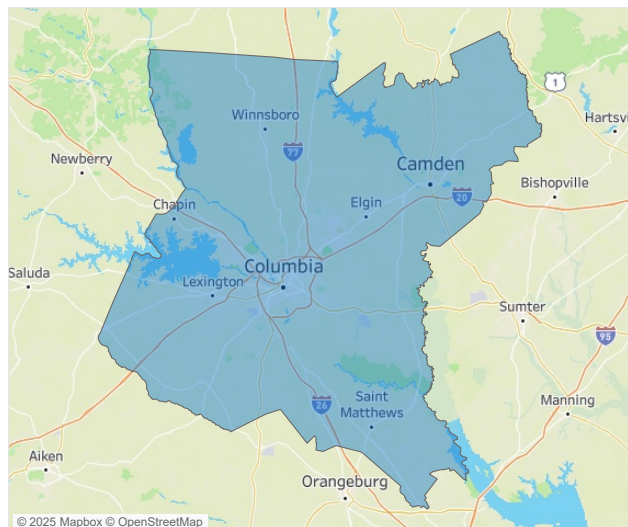 1
Hartsvi
Winnsboro
77
Newberry
Camden
Bishopville
20
Chapin
Elgin
Columbia
Saluda
Lexington
Sumter
95
Saint
Matthews
26
Manning
Aiken
Orangeburg
© 2025 Mapbox © OpenStreetMap